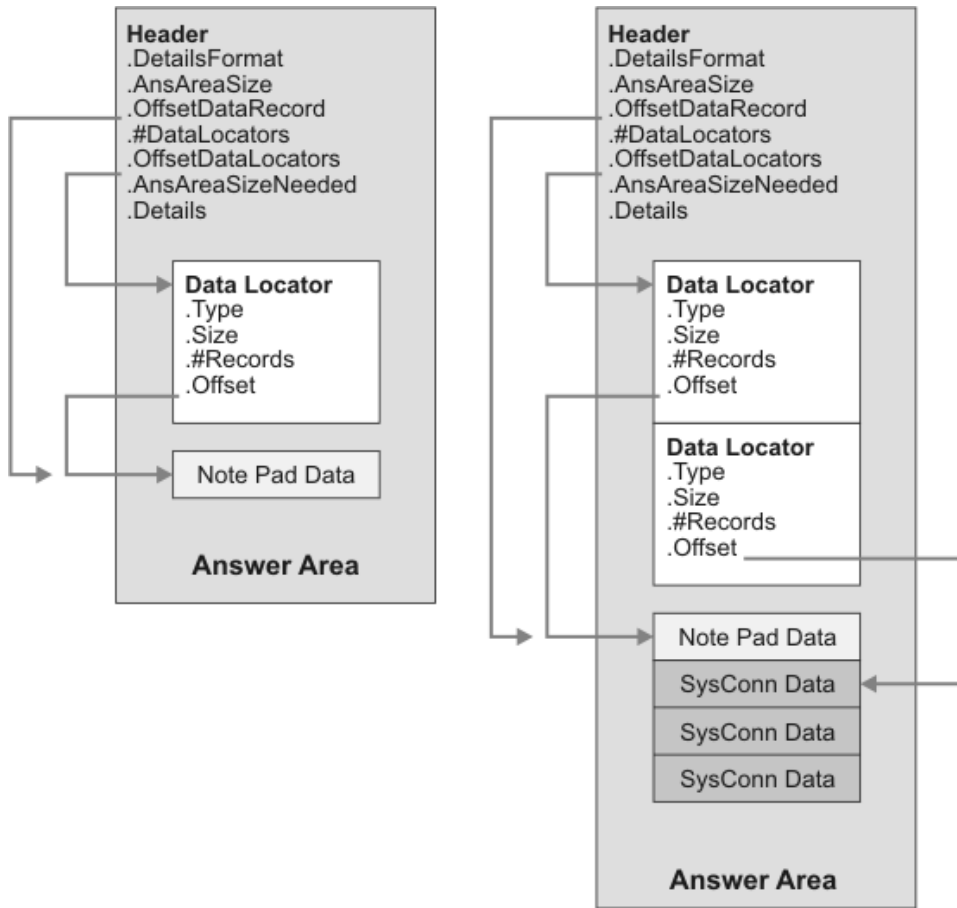 Header
.DetailsFormat
.AnsAreaSize
.OffsetDataRecord
.#DataLocators
.OffsetDataLocators
.AnsAreaSizeNeeded
.Details
Data Locator
.Type
.Size
.#Records
.Offset
Note Pad Data
Answer Area
Header
.DetailsFormat
.AnsAreaSize
.OffsetDataRecord
.#DataLocators
.OffsetDataLocators
.AnsAreaSizeNeeded
.Details
Data Locator
.Type
.Size
.#Records
.Offset
Data Locator
.Type
.Size
.#Records
.Offset
Note Pad Data
SysConn Data
SysConn Data
SysConn Data
Answer Area